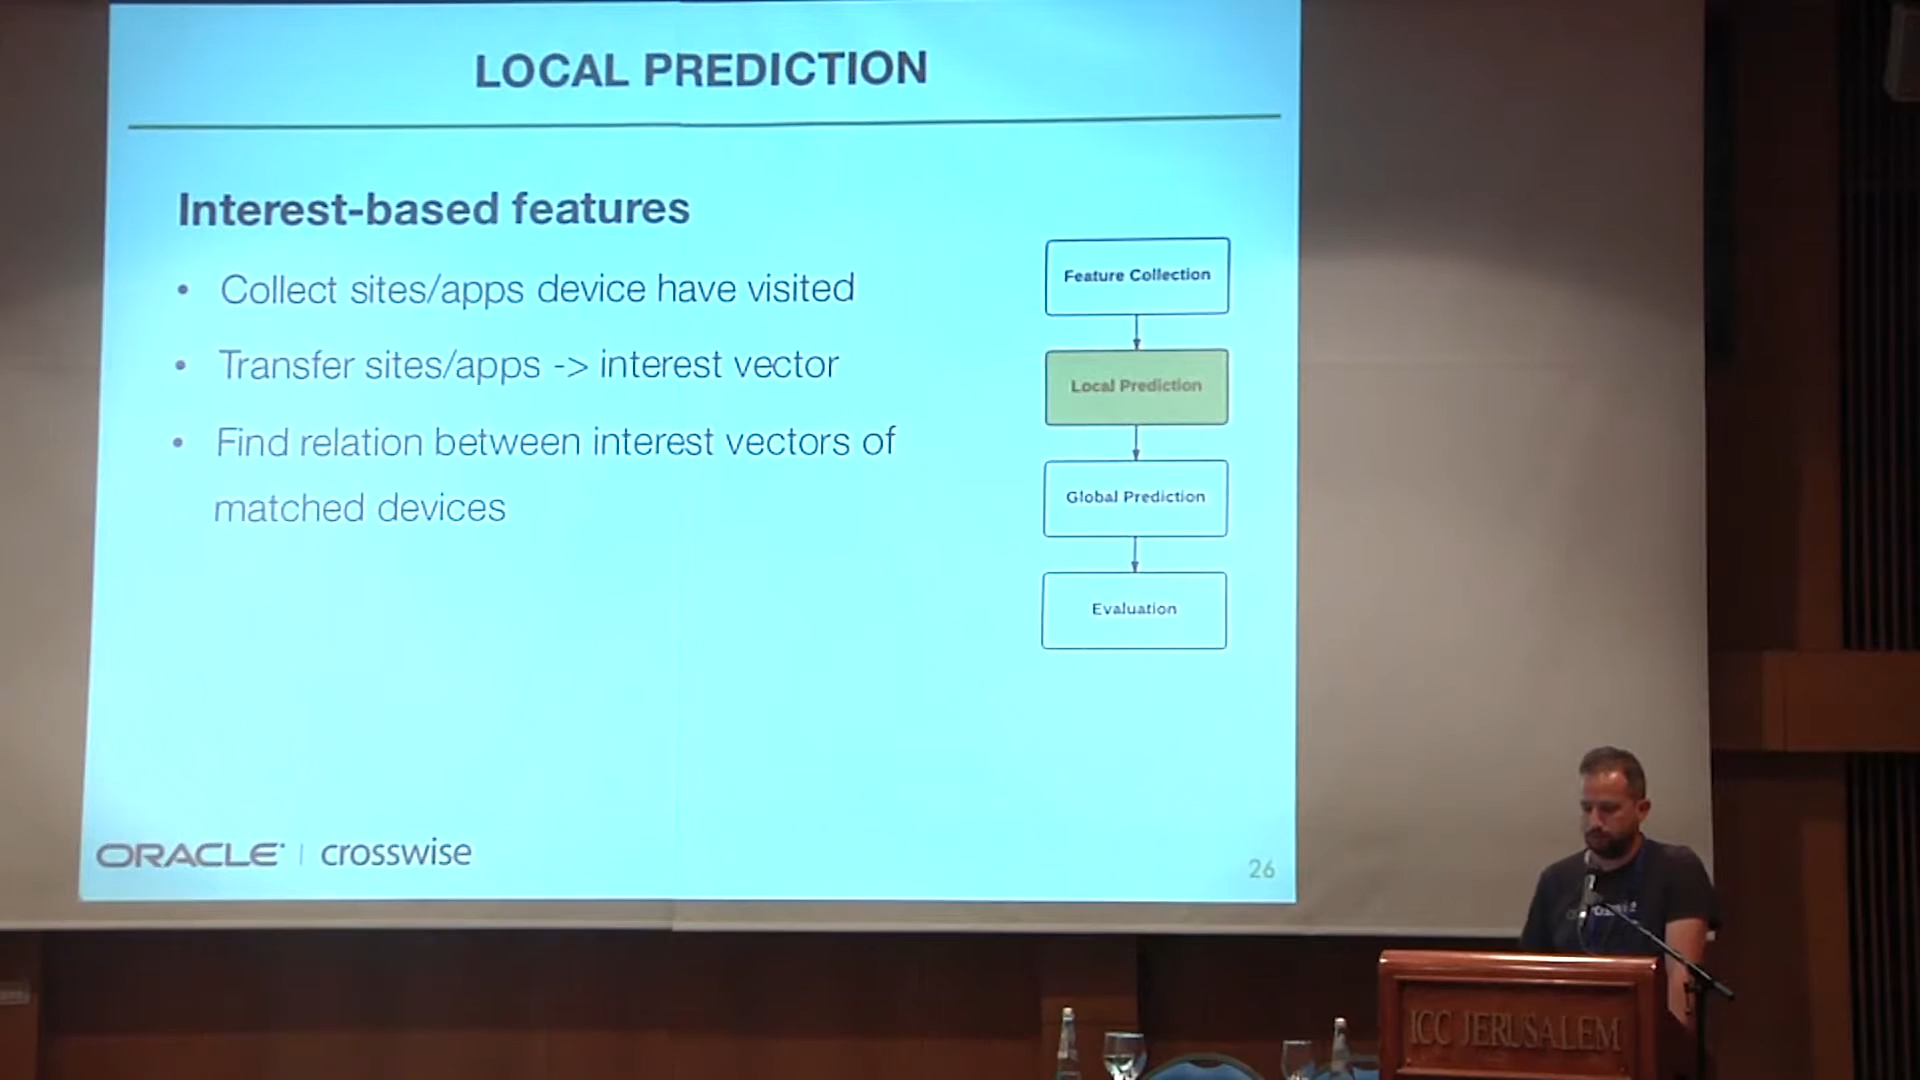 LOCAL PREDICTION
Interest-based features
• Collect sites/apps device have visited
• Transfer sites/apps -> interest vector
• Find relation between interest vectors of
matched devices
Feature Collection
Local Prediction
Global Prediction
Evaluation
ORACLE | crosswise
26
ICC JERUSALEM